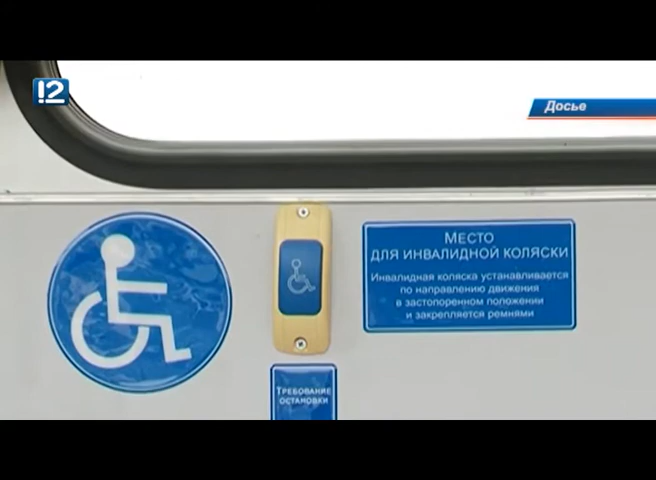 12
Досье
МЕСТО
ДЛЯ ИНВАЛИДНОЙ КОЛЯСКИ
Инвалидная коляска устанавливается
по направлению движения
в застопоренном положении
и закрепляется ремнями
ТРЕБОВАНИЕ
ОСТАНОВКИ